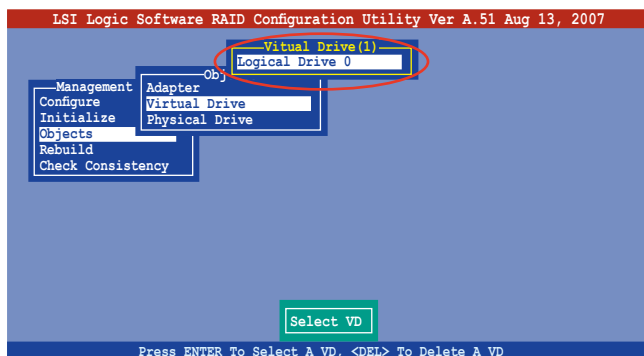 LSI Logic Software RAID Configuration Utility Ver A.51 Aug 13, 2007
Vitual Drive(1)
Logical Drive 0
Obj
Adapter
Virtual Drive
Physical Drive
Management
Configure
Initialize
Objects
Rebuild
Check Consistency
Select VD
Press ENTER To Select A VD, <DEL> To Delete A VD